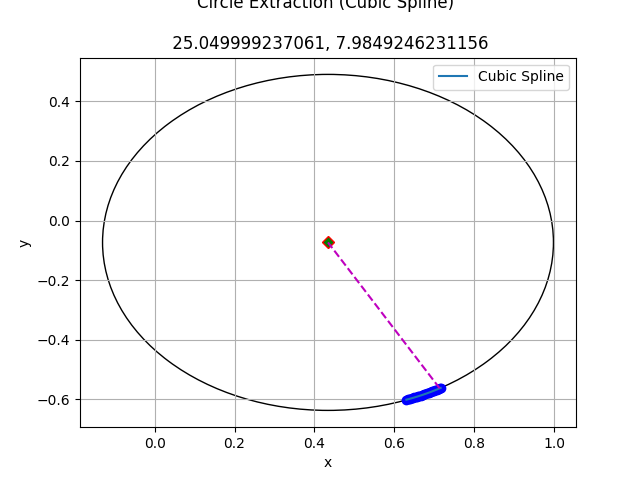 Circle Extraction (Cubic Spline)
25.049999237061, 7.9849246231156
Cubic Spline
0.4
0.2
0.0
−0.2
−0.4
−0.6
y
0.0 0.2 0.4 0.6 0.8 1.0
x